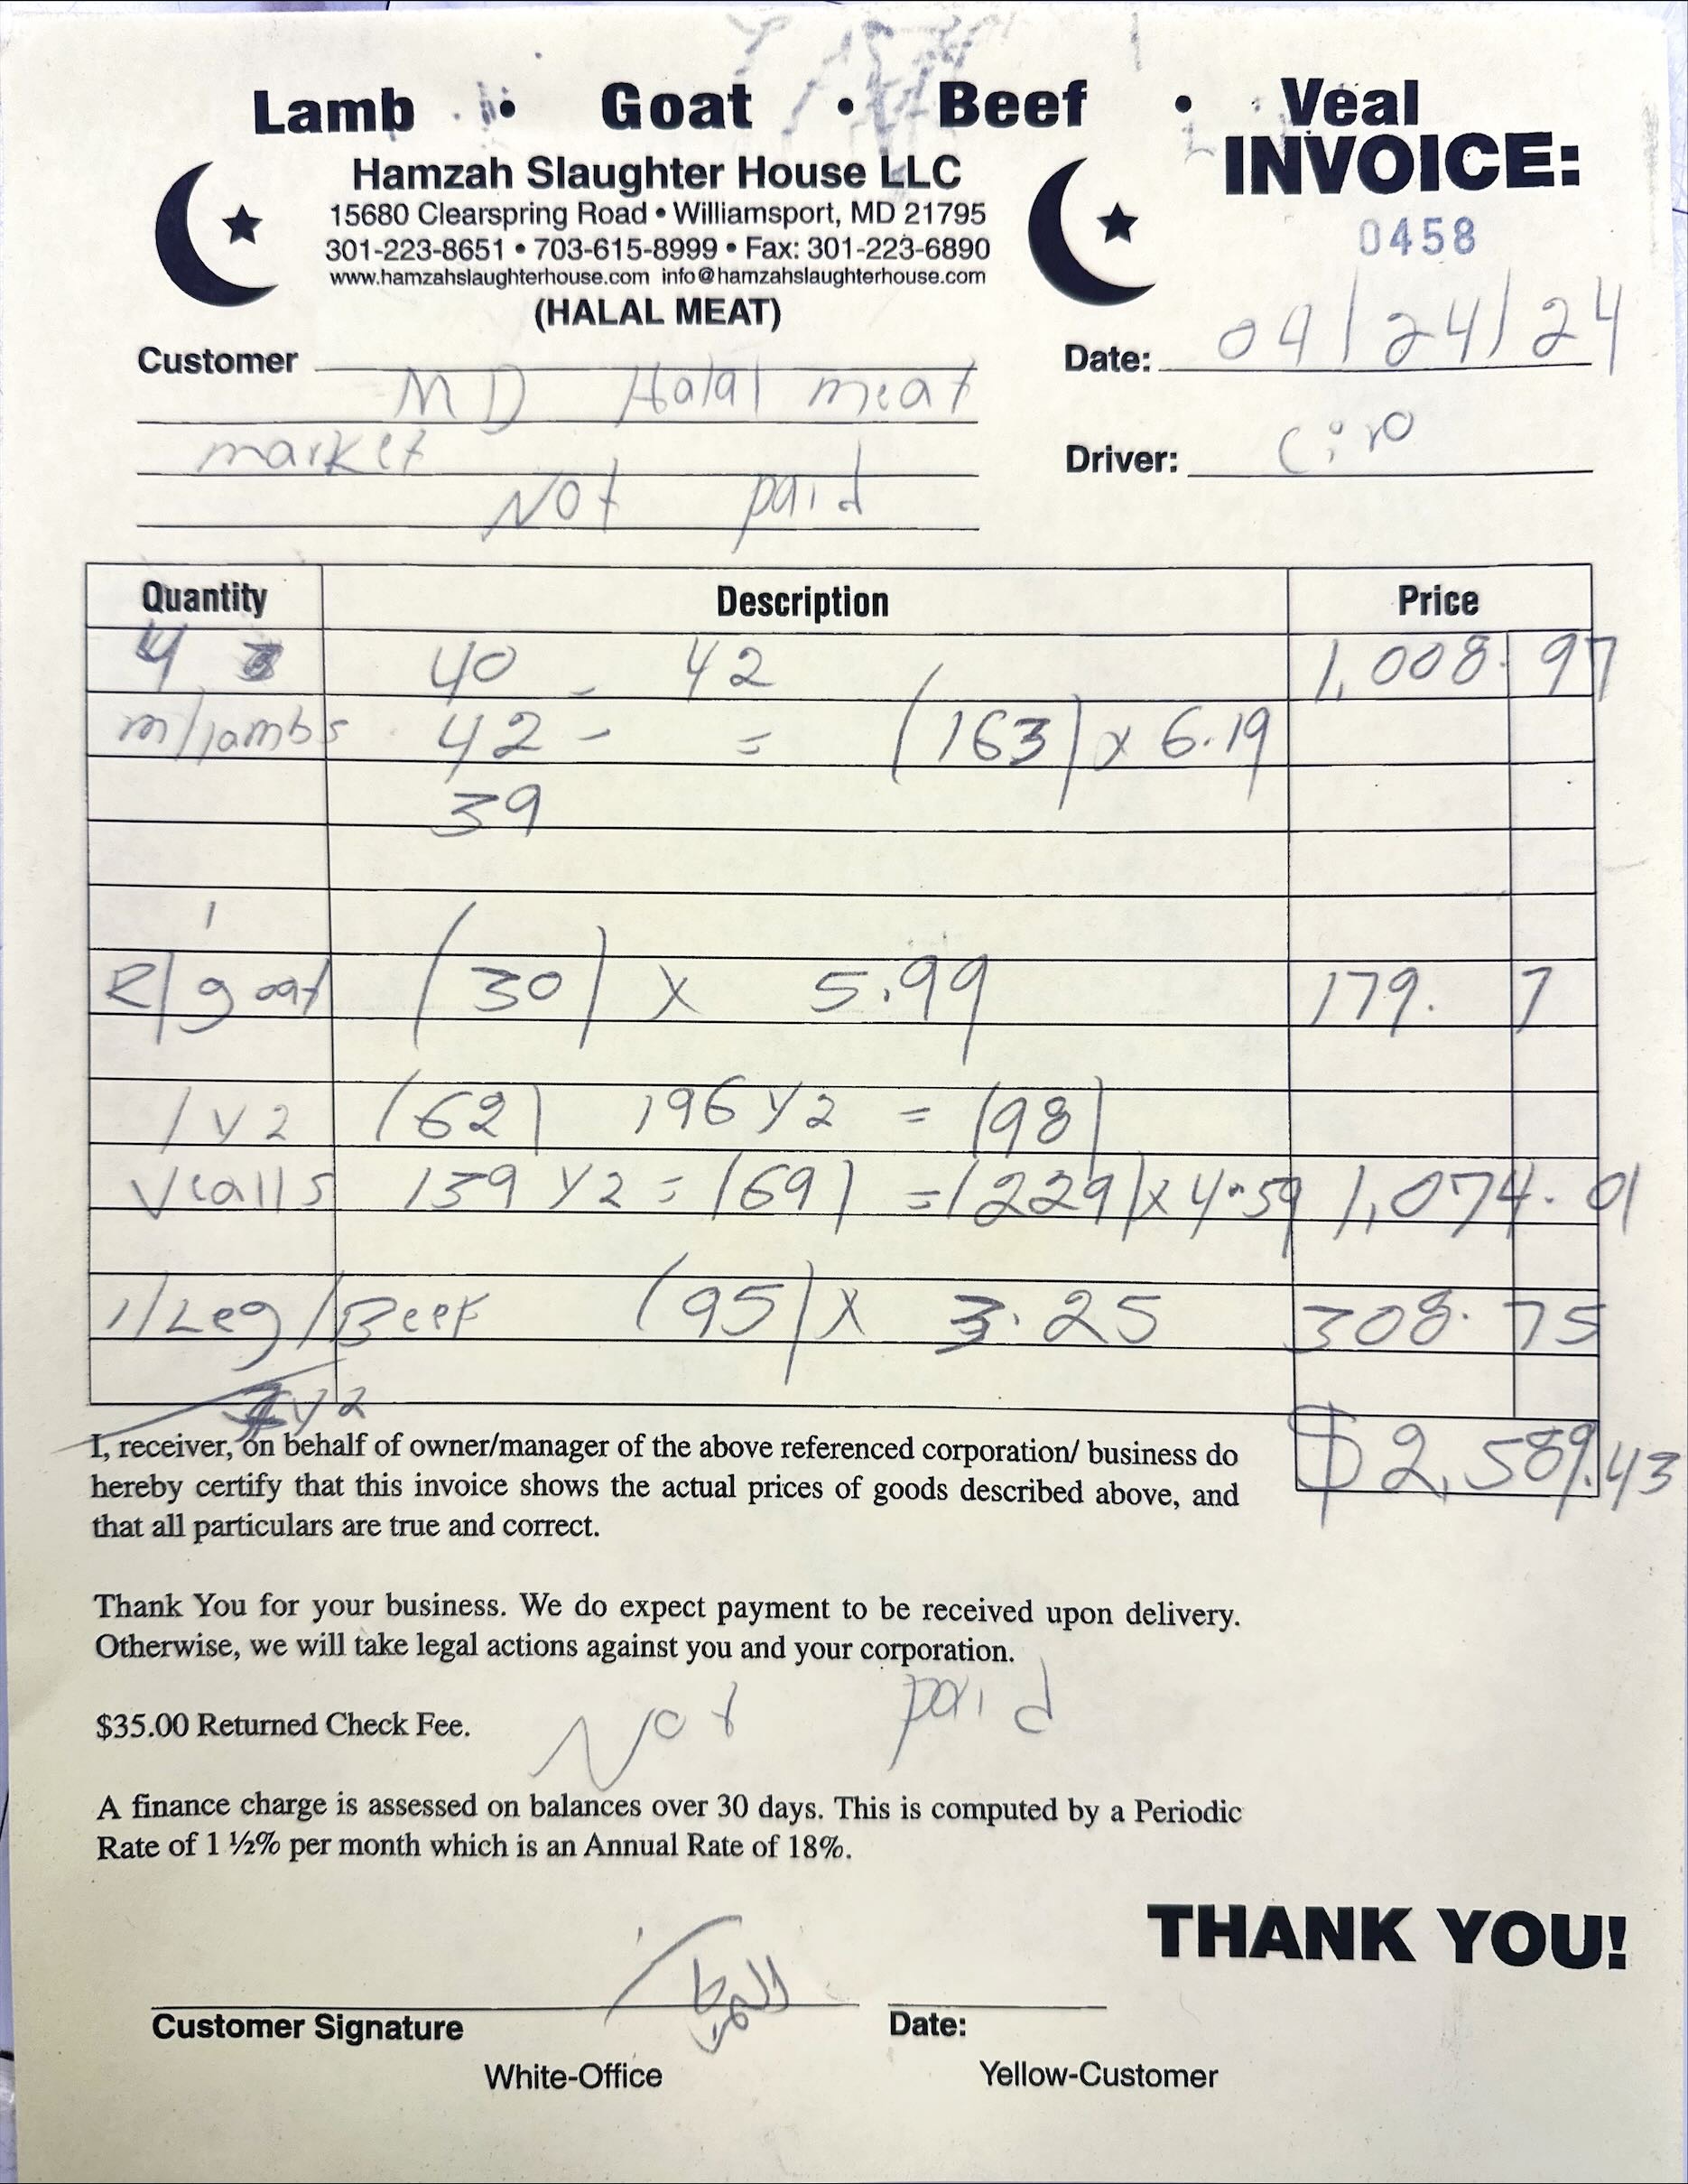 Lamb • Goat • Beef • Veal
INVOICE:
Hamzah Slaughter House LLC
15680 Clearspring Road • Williamsport, MD 21795
301-223-8651 • 703-615-8999 • Fax: 301-223-6890
www.hamzahslaughterhouse.com info@hamzahslaughterhouse.com
(HALAL MEAT)
0458
Date: 04/24/24
Customer MD Halal meat
market
Driver: Ciro
Not paid
Quantity Description Price
4 40 - 42 1,008. 97
m/lambs 42 - = (163) x 6.19
39
1
R/goat (30) x 5.99 179. 7
1 y 2 (62) 196 y 2 = (98)
Vealls 139 y 2 = (69) = (229) x 4.59 1,074. 01
1/Leg/Beef (95) x 3.25 308. 75
y 2
$2,589.43
I, receiver, on behalf of owner/manager of the above referenced corporation/ business do
hereby certify that this invoice shows the actual prices of goods described above, and
that all particulars are true and correct.
Thank You for your business. We do expect payment to be received upon delivery.
Otherwise, we will take legal actions against you and your corporation.
$35.00 Returned Check Fee.
Not paid
A finance charge is assessed on balances over 30 days. This is computed by a Periodic
Rate of 1 ½% per month which is an Annual Rate of 18%.
THANK YOU!
Customer Signature Date:
White-Office Yellow-Customer